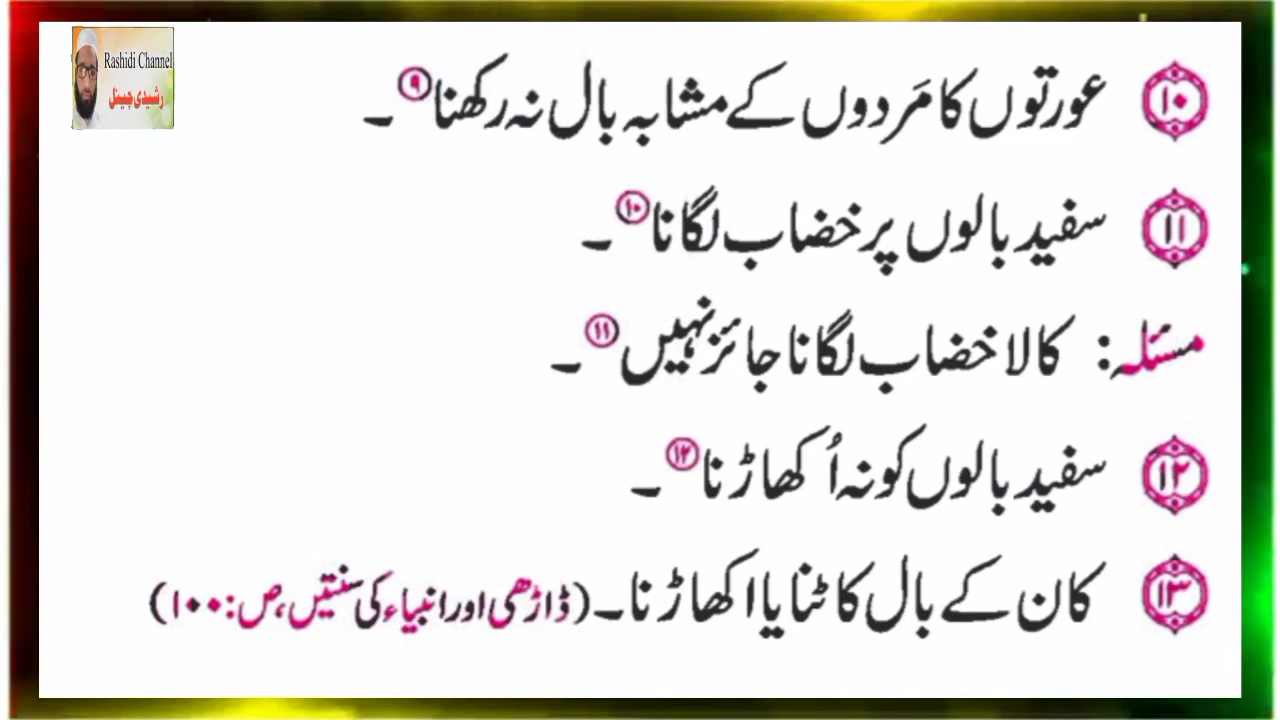 Rashidi Channel
رشیدی چینل
۱۰ عورتوں کا مَردوں کے مشابہ بال نہ رکھنا۹۔
۱۱ سفید بالوں پر خضاب لگانا۱۰۔
مسئلہ: کالا خضاب لگانا جائز نہیں۱۱۔
۱۲ سفید بالوں کو نہ اُکھاڑنا۱۲۔
۱۳ کان کے بال کاٹنا یا اکھاڑنا۔ (ڈاڑھی اور انبیاء کی سنتیں، ص: ۱۰۰)